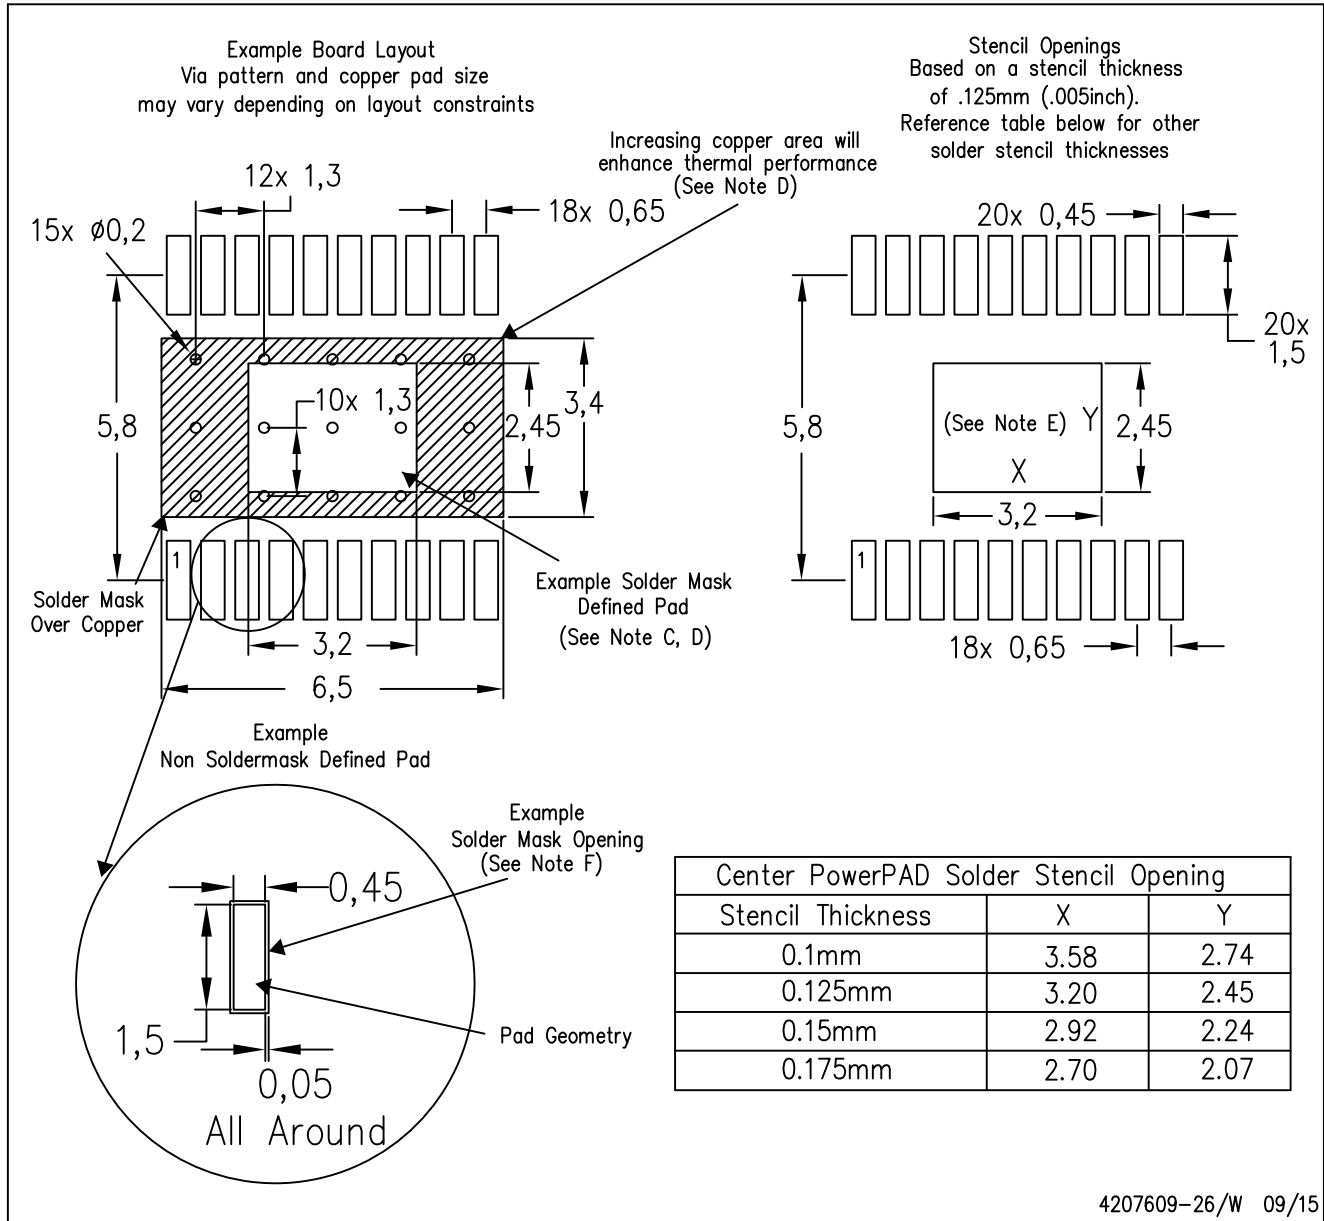 Example Board Layout
Via pattern and copper pad size
may vary depending on layout constraints
Stencil Openings
Based on a stencil thickness
of .125mm (.005inch).
Reference table below for other
solder stencil thicknesses
Increasing copper area will
enhance thermal performance
(See Note D)
12x 1,3
18x 0,65
15x ø0,2
5,8
10x 1,3
2,45
3,4
1
Solder Mask
Over Copper
Example Solder Mask
Defined Pad
(See Note C, D)
3,2
6,5
20x 0,45
20x
1,5
5,8
(See Note E)
Y
X
2,45
3,2
1
18x 0,65
Example
Non Soldermask Defined Pad
Example
Solder Mask Opening
(See Note F)
0,45
1,5
Pad Geometry
0,05
All Around
Center PowerPAD Solder Stencil Opening
Stencil Thickness X Y
0.1mm 3.58 2.74
0.125mm 3.20 2.45
0.15mm 2.92 2.24
0.175mm 2.70 2.07
4207609-26/W 09/15